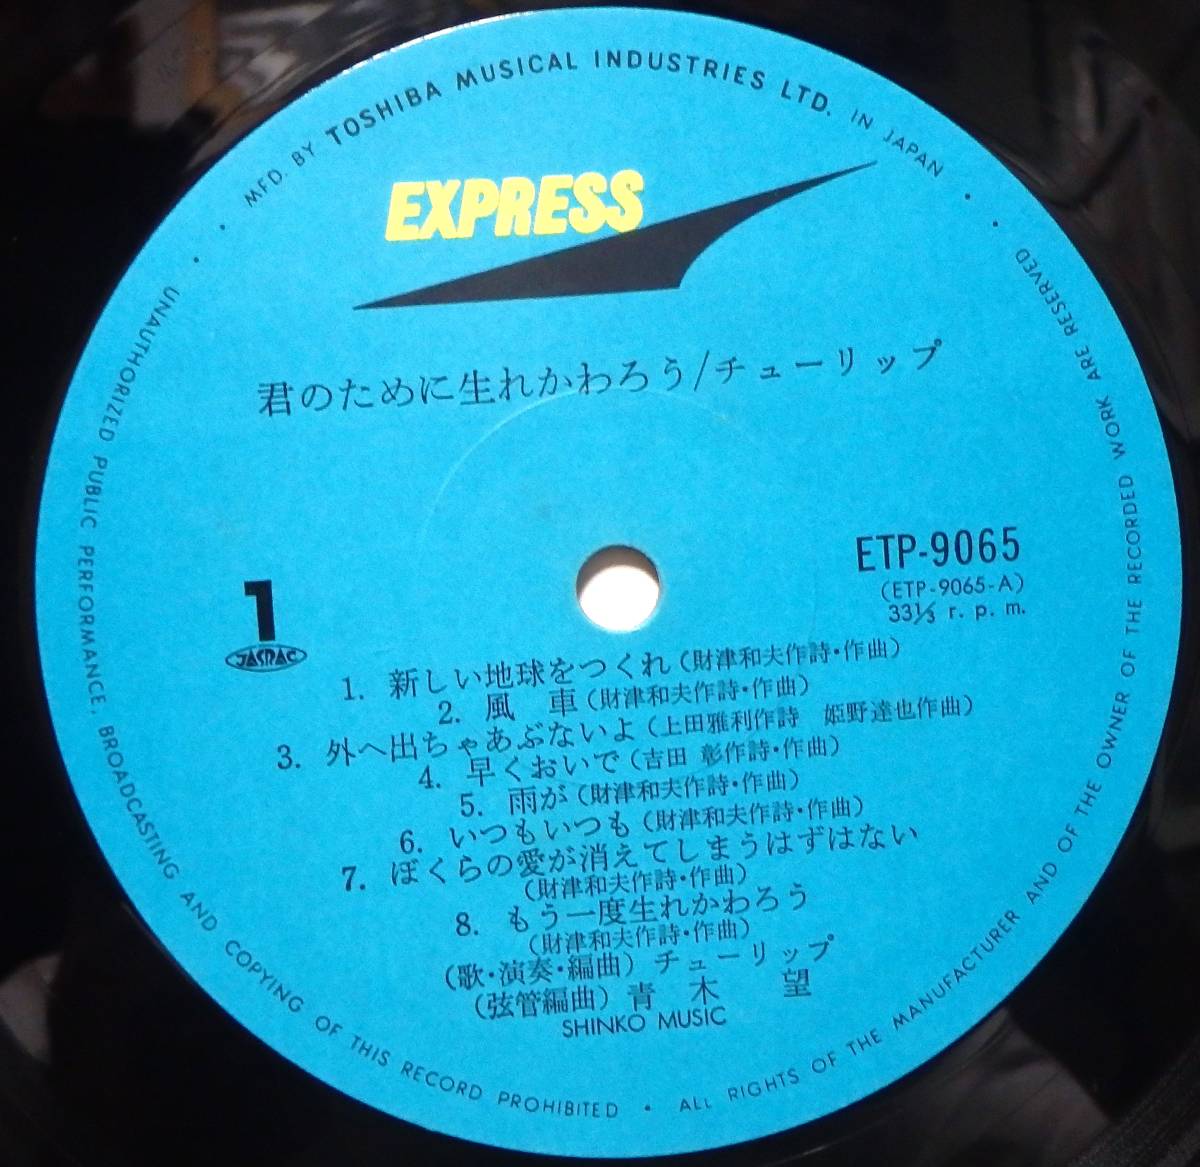 MFD. BY TOSHIBA MUSICAL INDUSTRIES LTD. IN JAPAN
EXPRESS
君のために生れかわろう/チューリップ
ETP-9065
(ETP-9065-A)
33⅓ r. p. m.
1
JASRAC
1. 新しい地球をつくれ(財津和夫作詩・作曲)
2. 風 車(財津和夫作詩・作曲)
3. 外へ出ちゃあぶないよ(上田雅利作詩 姫野達也作曲)
4. 早くおいで(吉田 彰作詩・作曲)
5. 雨が(財津和夫作詩・作曲)
6. いつもいつも(財津和夫作詩・作曲)
7. ぼくらの愛が消えてしまうはずはない
(財津和夫作詩・作曲)
8. もう一度生れかわろう
(財津和夫作詩・作曲)
(歌・演奏・編曲) チューリップ
(弦管編曲) 青 木 望
SHINKO MUSIC
UNAUTHORIZED PUBLIC PERFORMANCE, BROADCASTING AND COPYING OF THIS RECORD PROHIBITED • ALL RIGHTS OF THE MANUFACTURER AND OF THE OWNER OF THE RECORDED WORK ARE RESERVED